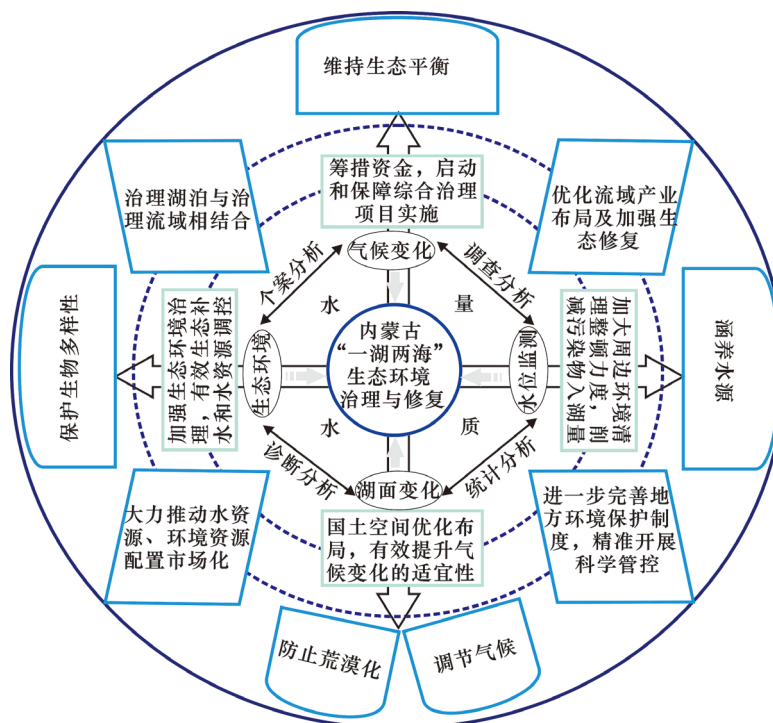 维持生态平衡
治理湖泊与治
理流域相结合
筹措资金，启动
和保障综合治理
项目实施
优化流域产业
布局及加强生
态修复
气候变化
个案分析
调查分析
水
量
保护生物多样性
加强生态环境治
理，有效生态补
水和水资源调控
生态环境
内蒙古
“一湖两海”
生态环境
治理与修复
水位监测
加大周边环境清
理整顿力度，削
减污染物入湖量
涵养水源
水
质
诊断分析
统计分析
湖面变化
大力推动水资
源、环境资源
配置市场化
国土空间优化布
局，有效提升气
候变化的适宜性
进一步完善地
方环境保护制
度，精准开展
科学管控
防止荒漠化
调节气候